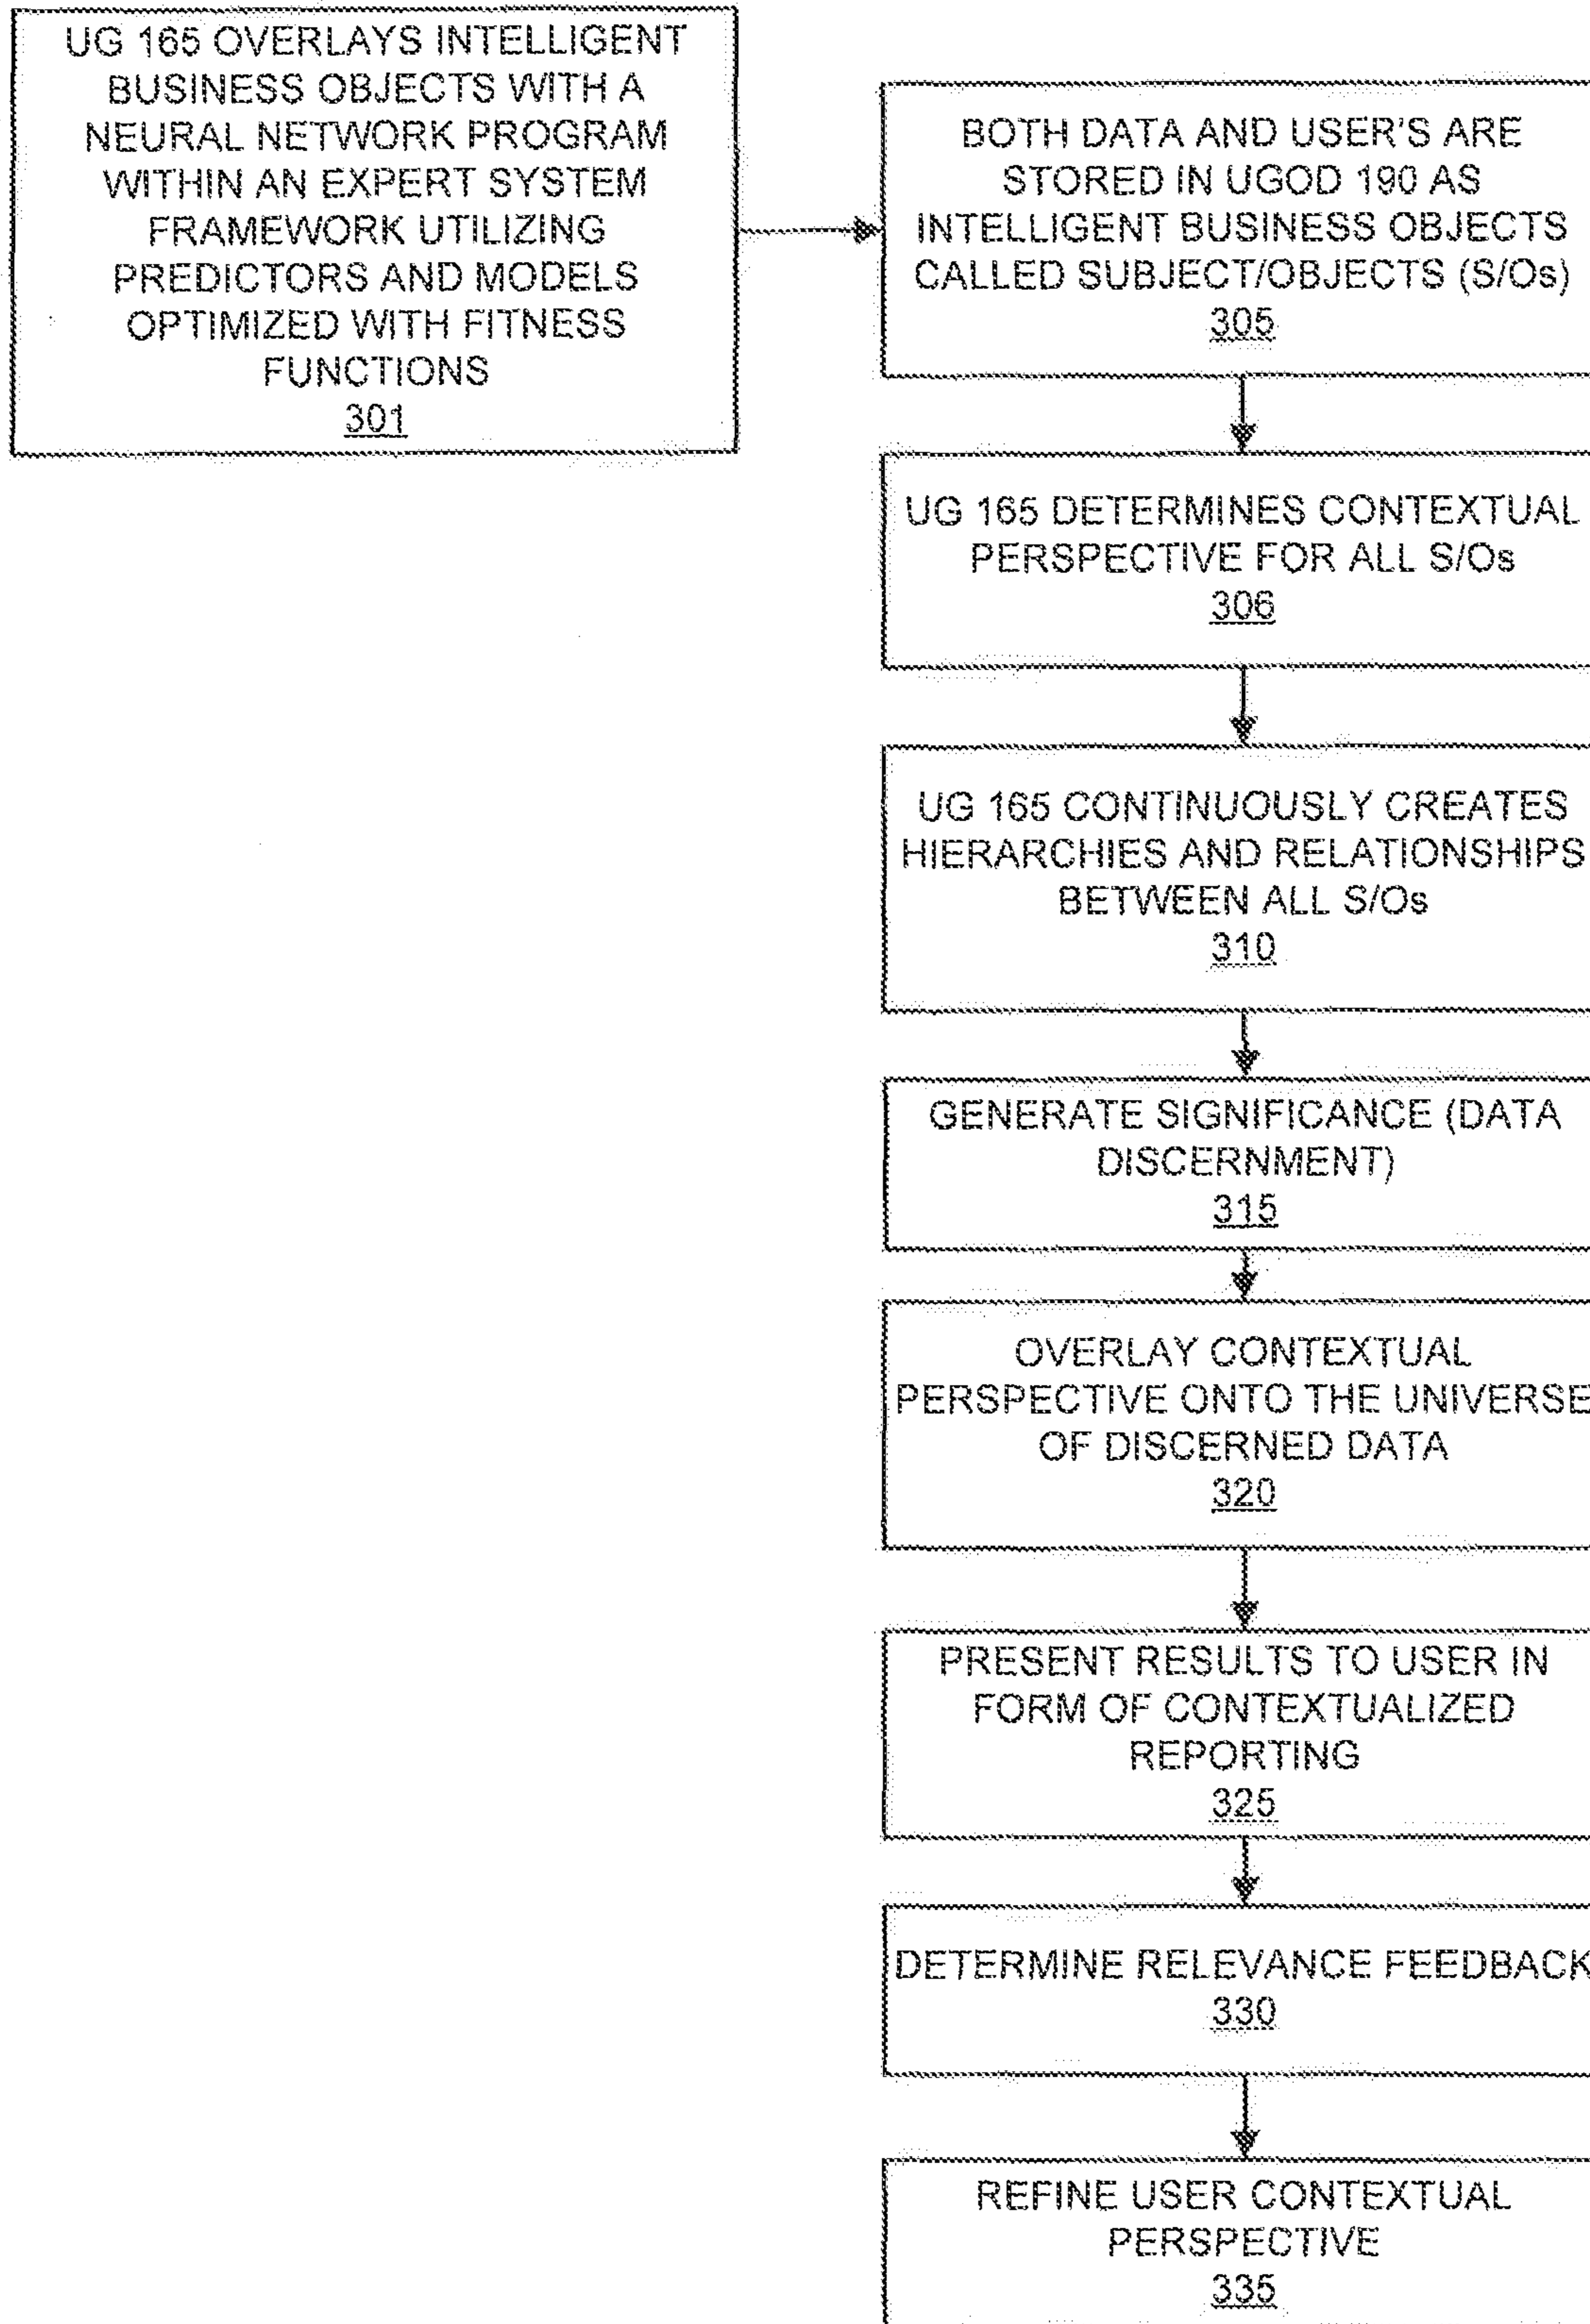 UG 165 OVERLAYS INTELLIGENT
BUSINESS OBJECTS WITH A
NEURAL NETWORK PROGRAM
WITHIN AN EXPERT SYSTEM
FRAMEWORK UTILIZING
PREDICTORS AND MODELS
OPTIMIZED WITH FITNESS
FUNCTIONS
301
BOTH DATA AND USER'S ARE
STORED IN UGOD 190 AS
INTELLIGENT BUSINESS OBJECTS
CALLED SUBJECT/OBJECTS (S/Os)
305
UG 165 DETERMINES CONTEXTUAL
PERSPECTIVE FOR ALL S/Os
306
UG 165 CONTINUOUSLY CREATES
HIERARCHIES AND RELATIONSHIPS
BETWEEN ALL S/Os
310
GENERATE SIGNIFICANCE (DATA
DISCERNMENT)
315
OVERLAY CONTEXTUAL
PERSPECTIVE ONTO THE UNIVERSE
OF DISCERNED DATA
320
PRESENT RESULTS TO USER IN
FORM OF CONTEXTUALIZED
REPORTING
325
DETERMINE RELEVANCE FEEDBACK
330
REFINE USER CONTEXTUAL
PERSPECTIVE
335